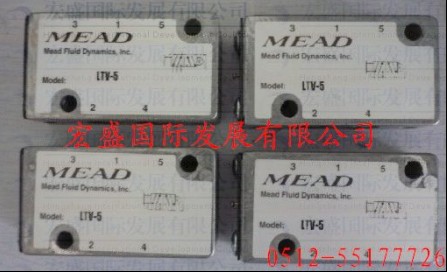 3 1 5
MEAD
Mead Fluid Dynamics, Inc.
Model: LTV-5
2 4
3 1 5
MEAD
Mead Fluid Dynamics, Inc.
Model: LTV-5
2 4
宏盛国际发展有限公司
3 1 5
MEAD
Mead Fluid Dynamics, Inc.
Model: LTV-5
2 4
3 1 5
MEAD
Mead Fluid Dynamics, Inc.
Model: LTV-5
2 4
0512-55177726